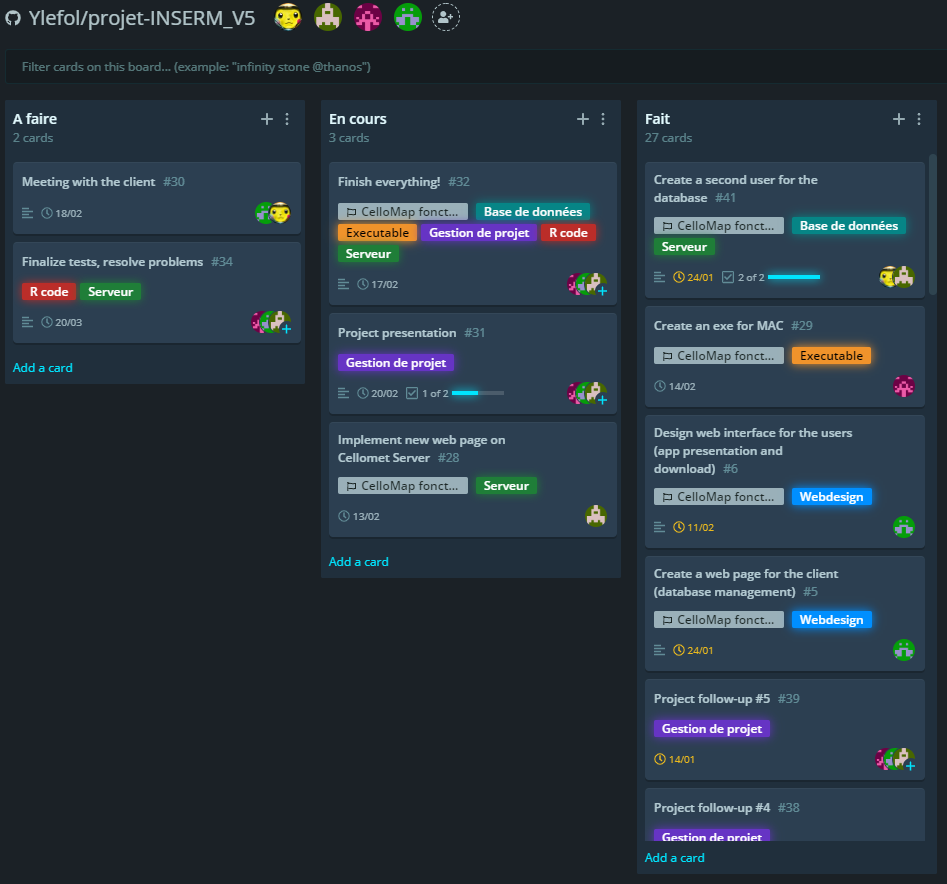 Ylefol/projet-INSERM_V5
Filter cards on this board... (example: "infinity stone @thanos")
A faire
2 cards
Meeting with the client #30
18/02
Finalize tests, resolve problems #34
R code Serveur
20/03
Add a card
En cours
3 cards
Finish everything! #32
CelloMap fonct... Base de données
Executable Gestion de projet R code
Serveur
17/02
Project presentation #31
Gestion de projet
20/02 1 of 2
Implement new web page on
Cellomet Server #28
CelloMap fonct... Serveur
13/02
Add a card
Fait
27 cards
Create a second user for the
database #41
CelloMap fonct... Base de données
Serveur
24/01 2 of 2
Create an exe for MAC #29
CelloMap fonct... Executable
14/02
Design web interface for the users
(app presentation and
download) #6
CelloMap fonct... Webdesign
11/02
Create a web page for the client
(database management) #5
CelloMap fonct... Webdesign
24/01
Project follow-up #5 #39
Gestion de projet
14/01
Project follow-up #4 #38
Gestion de projet
Add a card